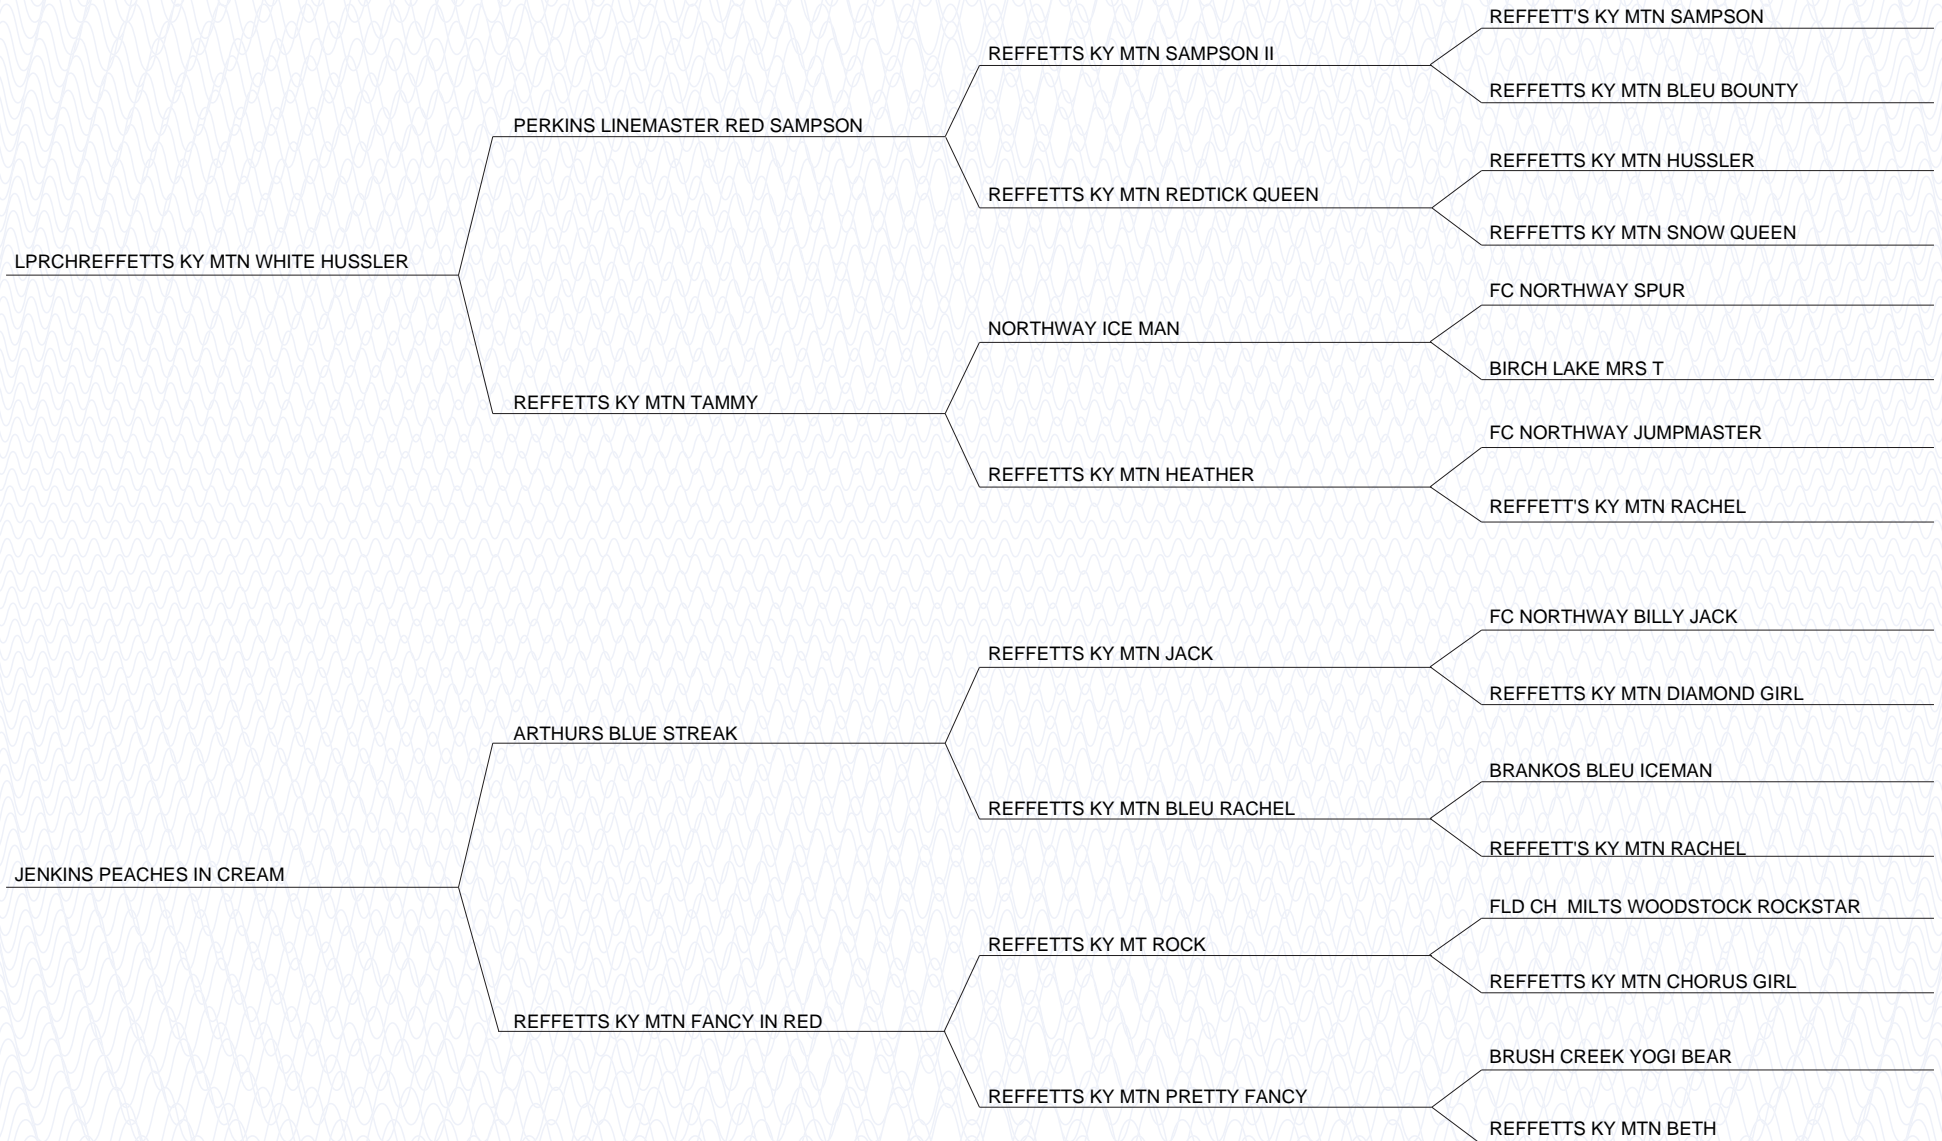 REFFETT'S KY MTN SAMPSON
REFFETTS KY MTN SAMPSON II
REFFETTS KY MTN BLEU BOUNTY
PERKINS LINEMASTER RED SAMPSON
REFFETTS KY MTN HUSSLER
REFFETTS KY MTN REDTICK QUEEN
REFFETTS KY MTN SNOW QUEEN
LPRCHREFFETTS KY MTN WHITE HUSSLER
FC NORTHWAY SPUR
NORTHWAY ICE MAN
BIRCH LAKE MRS T
REFFETTS KY MTN TAMMY
FC NORTHWAY JUMPMASTER
REFFETTS KY MTN HEATHER
REFFETT'S KY MTN RACHEL
FC NORTHWAY BILLY JACK
REFFETTS KY MTN JACK
REFFETTS KY MTN DIAMOND GIRL
ARTHURS BLUE STREAK
BRANKOS BLEU ICEMAN
REFFETTS KY MTN BLEU RACHEL
REFFETT'S KY MTN RACHEL
JENKINS PEACHES IN CREAM
FLD CH  MILTS WOODSTOCK ROCKSTAR
REFFETTS KY MT ROCK
REFFETTS KY MTN CHORUS GIRL
REFFETTS KY MTN FANCY IN RED
BRUSH CREEK YOGI BEAR
REFFETTS KY MTN PRETTY FANCY
REFFETTS KY MTN BETH